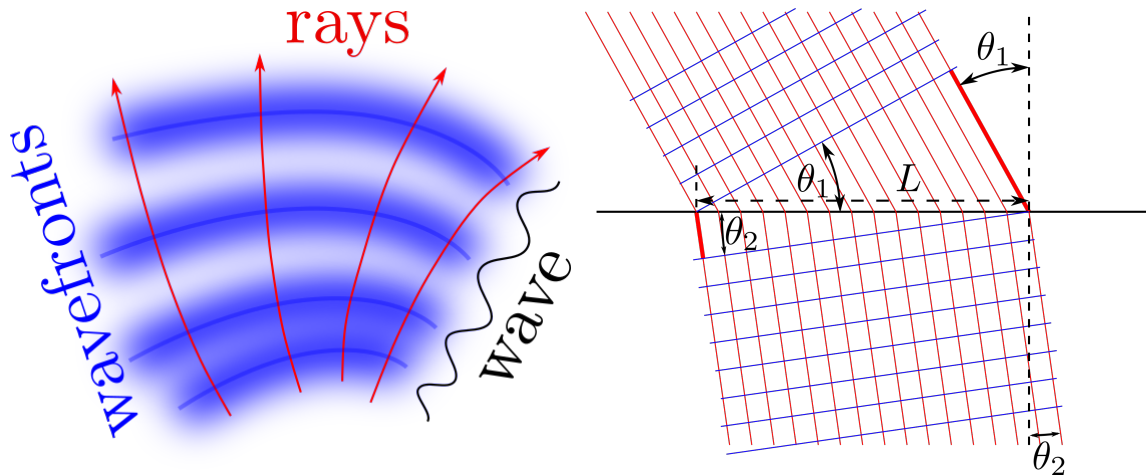 rays
wavefronts
wave
θ₁
θ₁
L
θ₂
θ₂